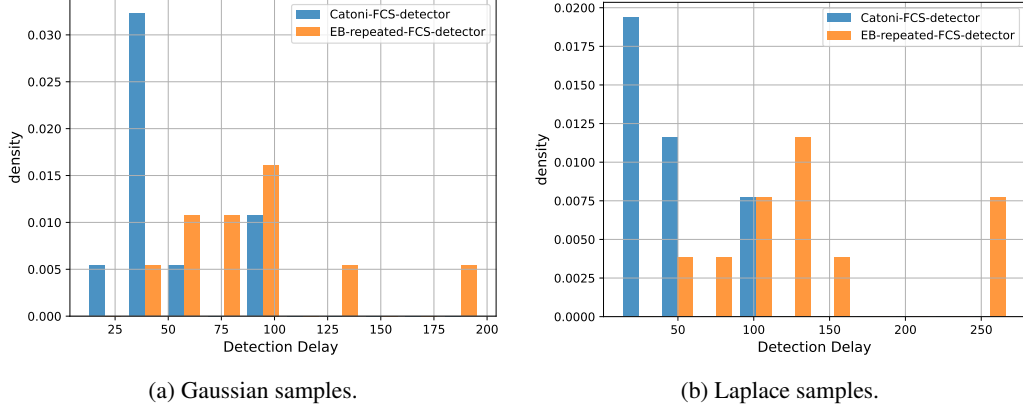 Catoni-FCS-detector
EB-repeated-FCS-detector
0.030
0.025
0.020
0.015
0.010
0.005
0.000
density
25 50 75 100 125 150 175 200
Detection Delay
(a) Gaussian samples.
Catoni-FCS-detector
EB-repeated-FCS-detector
0.0200
0.0175
0.0150
0.0125
0.0100
0.0075
0.0050
0.0025
0.0000
density
50 100 150 200 250
Detection Delay
(b) Laplace samples.